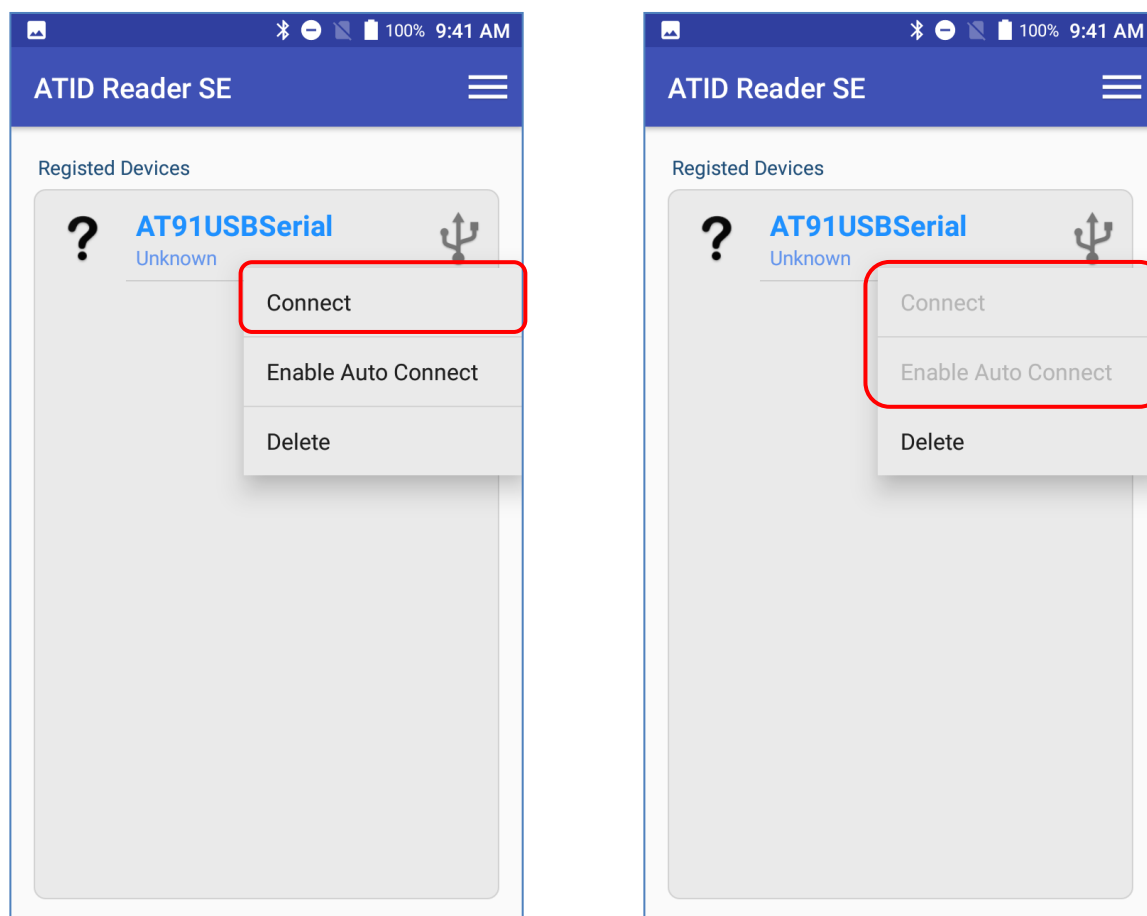 100% 9:41 AM
ATID Reader SE
Registed Devices
?
AT91USBSerial
Unknown
Connect
Enable Auto Connect
Delete
100% 9:41 AM
ATID Reader SE
Registed Devices
?
AT91USBSerial
Unknown
Connect
Enable Auto Connect
Delete